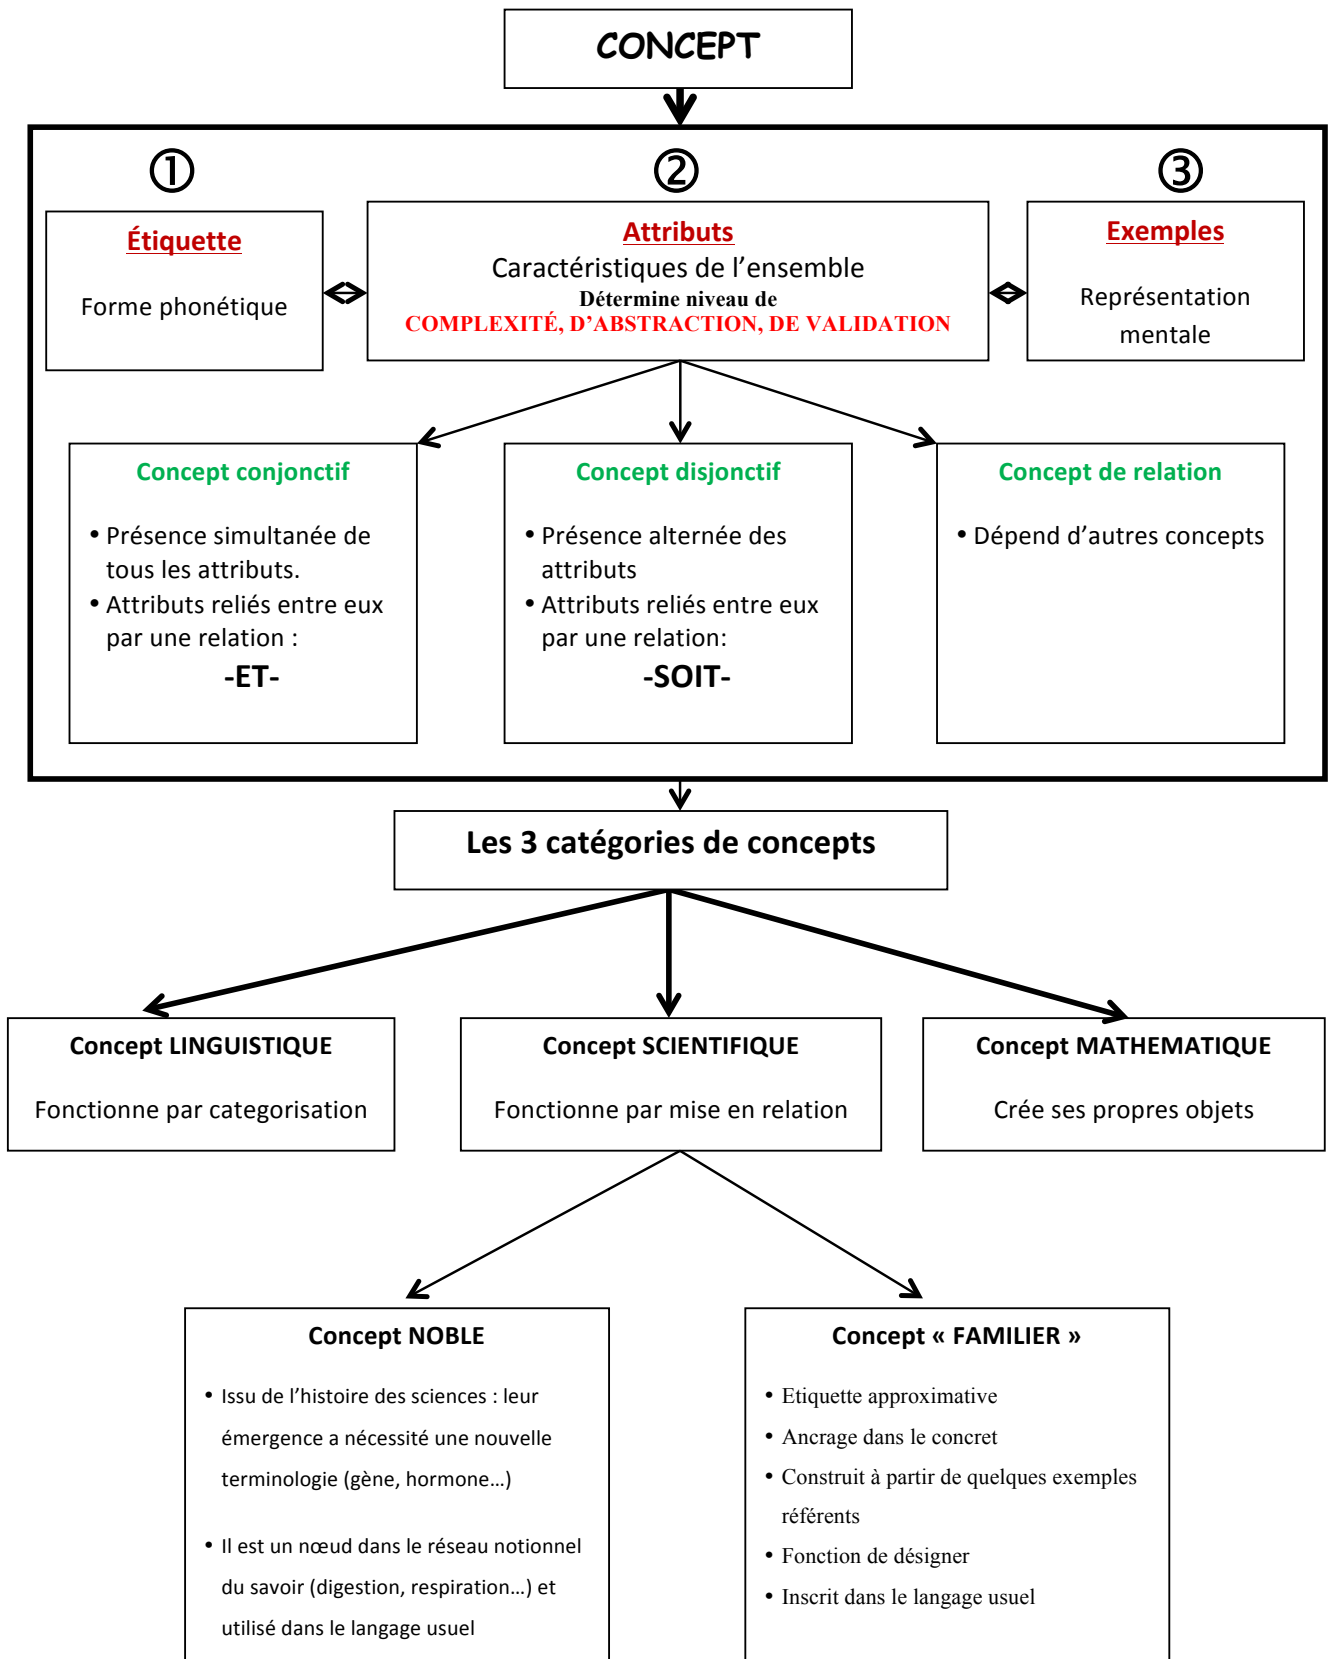 CONCEPT
①
②
③
Étiquette
Forme phonétique
Attributs
Caractéristiques de l’ensemble
Détermine niveau de
COMPLEXITÉ, D’ABSTRACTION, DE VALIDATION
Exemples
Représentation
mentale
Concept conjonctif
• Présence simultanée de
tous les attributs.
• Attributs reliés entre eux
par une relation :
-ET-
Concept disjonctif
• Présence alternée des
attributs
• Attributs reliés entre eux
par une relation:
-SOIT-
Concept de relation
• Dépend d’autres concepts
Les 3 catégories de concepts
Concept LINGUISTIQUE
Fonctionne par categorisation
Concept SCIENTIFIQUE
Fonctionne par mise en relation
Concept MATHEMATIQUE
Crée ses propres objets
Concept NOBLE
• Issu de l’histoire des sciences : leur
émergence a nécessité une nouvelle
terminologie (gène, hormone…)
• Il est un nœud dans le réseau notionnel
du savoir (digestion, respiration…) et
utilisé dans le langage usuel
Concept « FAMILIER »
• Etiquette approximative
• Ancrage dans le concret
• Construit à partir de quelques exemples
référents
• Fonction de désigner
• Inscrit dans le langage usuel